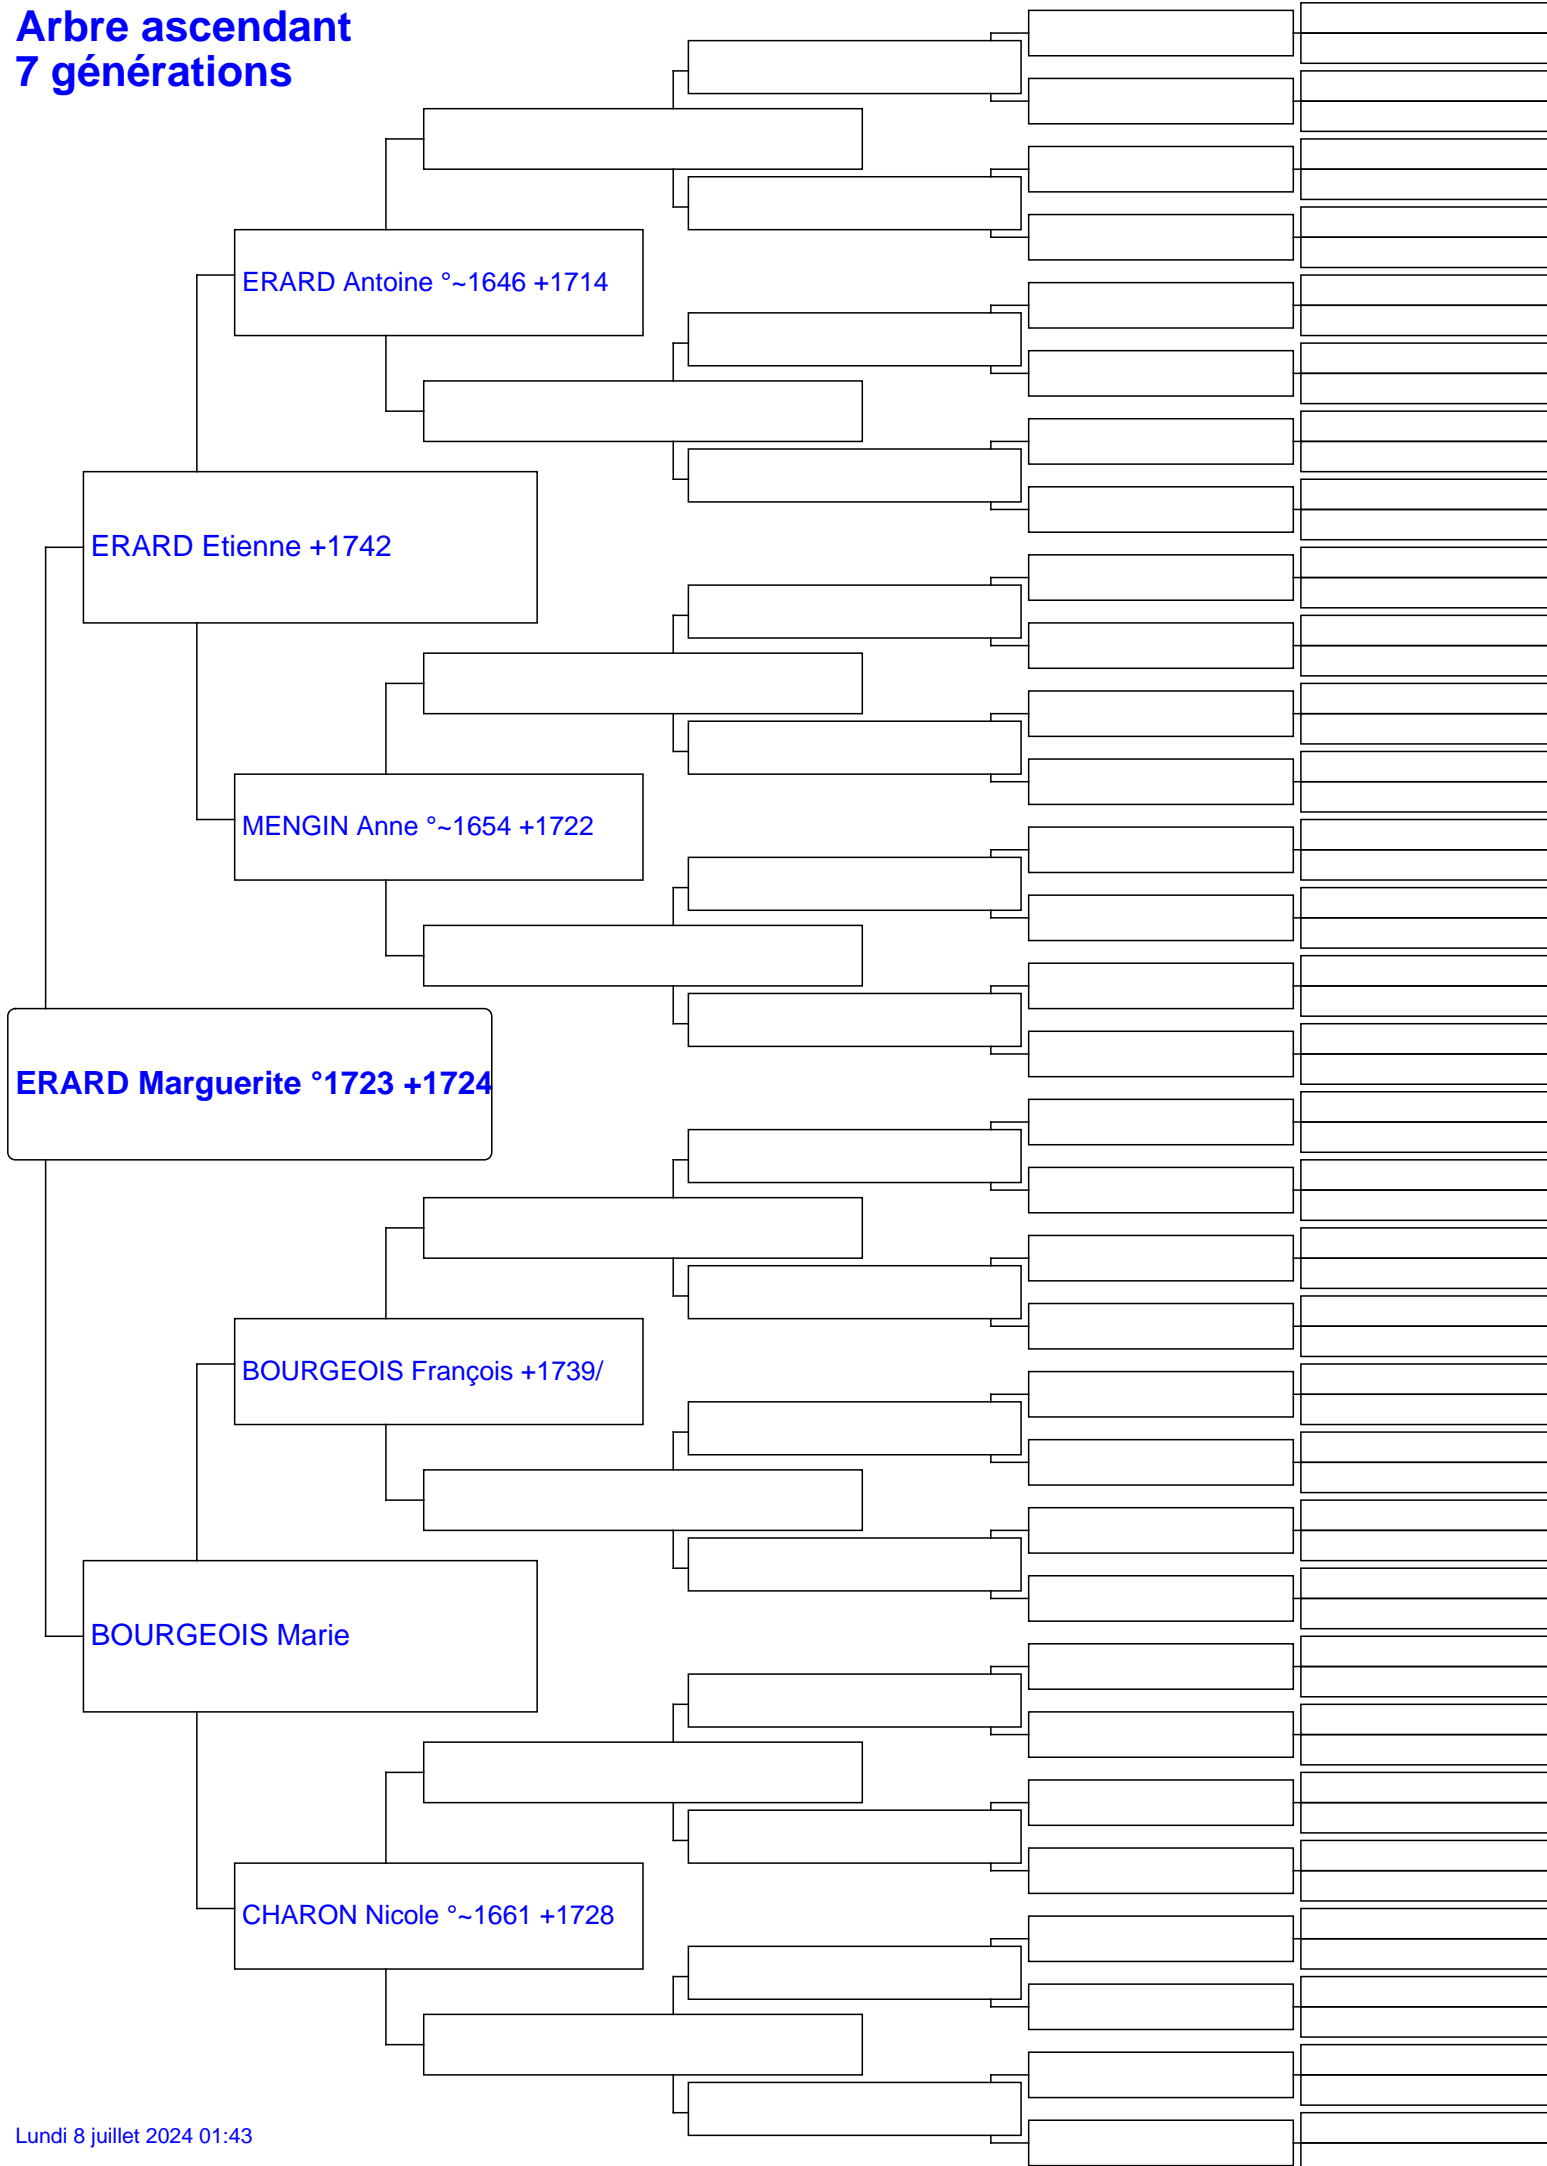 Arbre ascendant
7 générations
ERARD Antoine °~1646 +1714
ERARD Etienne +1742
MENGIN Anne °~1654 +1722
ERARD Marguerite °1723 +1724
BOURGEOIS François +1739/
BOURGEOIS Marie
CHARON Nicole °~1661 +1728
Lundi 8 juillet 2024 01:43